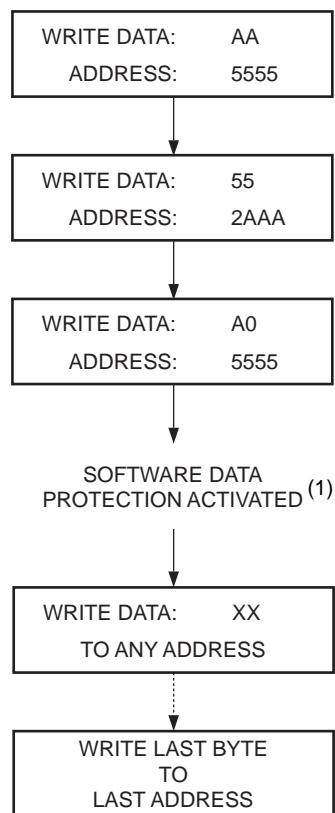 WRITE DATA: AA
ADDRESS: 5555
WRITE DATA: 55
ADDRESS: 2AAA
WRITE DATA: A0
ADDRESS: 5555
SOFTWARE DATA
PROTECTION ACTIVATED (1)
WRITE DATA: XX
TO ANY ADDRESS
WRITE LAST BYTE
TO
LAST ADDRESS